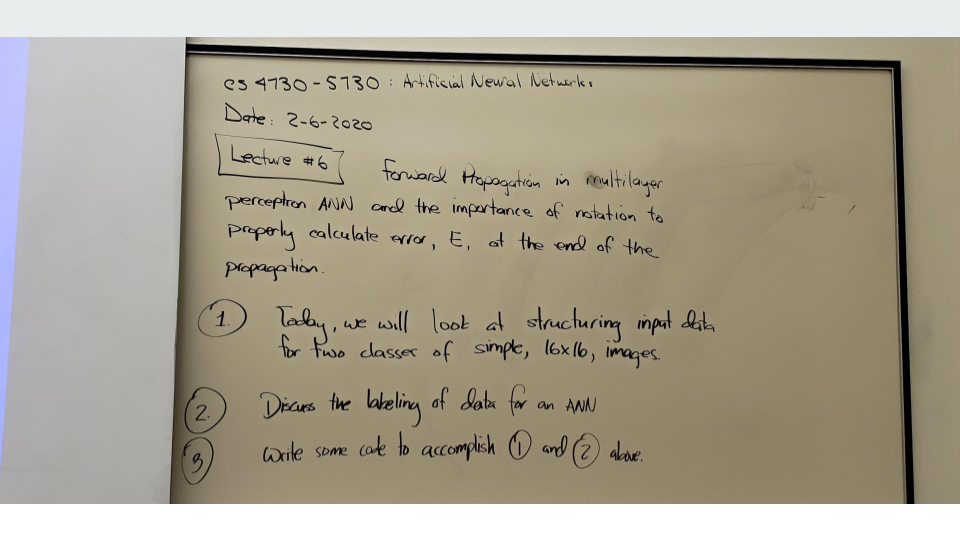 CS 4730-5730 : Artificial Neural Networks
Date: 2-6-2020
Lecture #6 Forward Propagation in multilayer
perceptron ANN and the importance of notation to
properly calculate error, E, at the end of the
propagation.
1. Today, we will look at structuring input data
for two classes of simple, 16x16, images.
2. Discuss the labeling of data for an ANN
3 Write some code to accomplish 1 and 2 above.